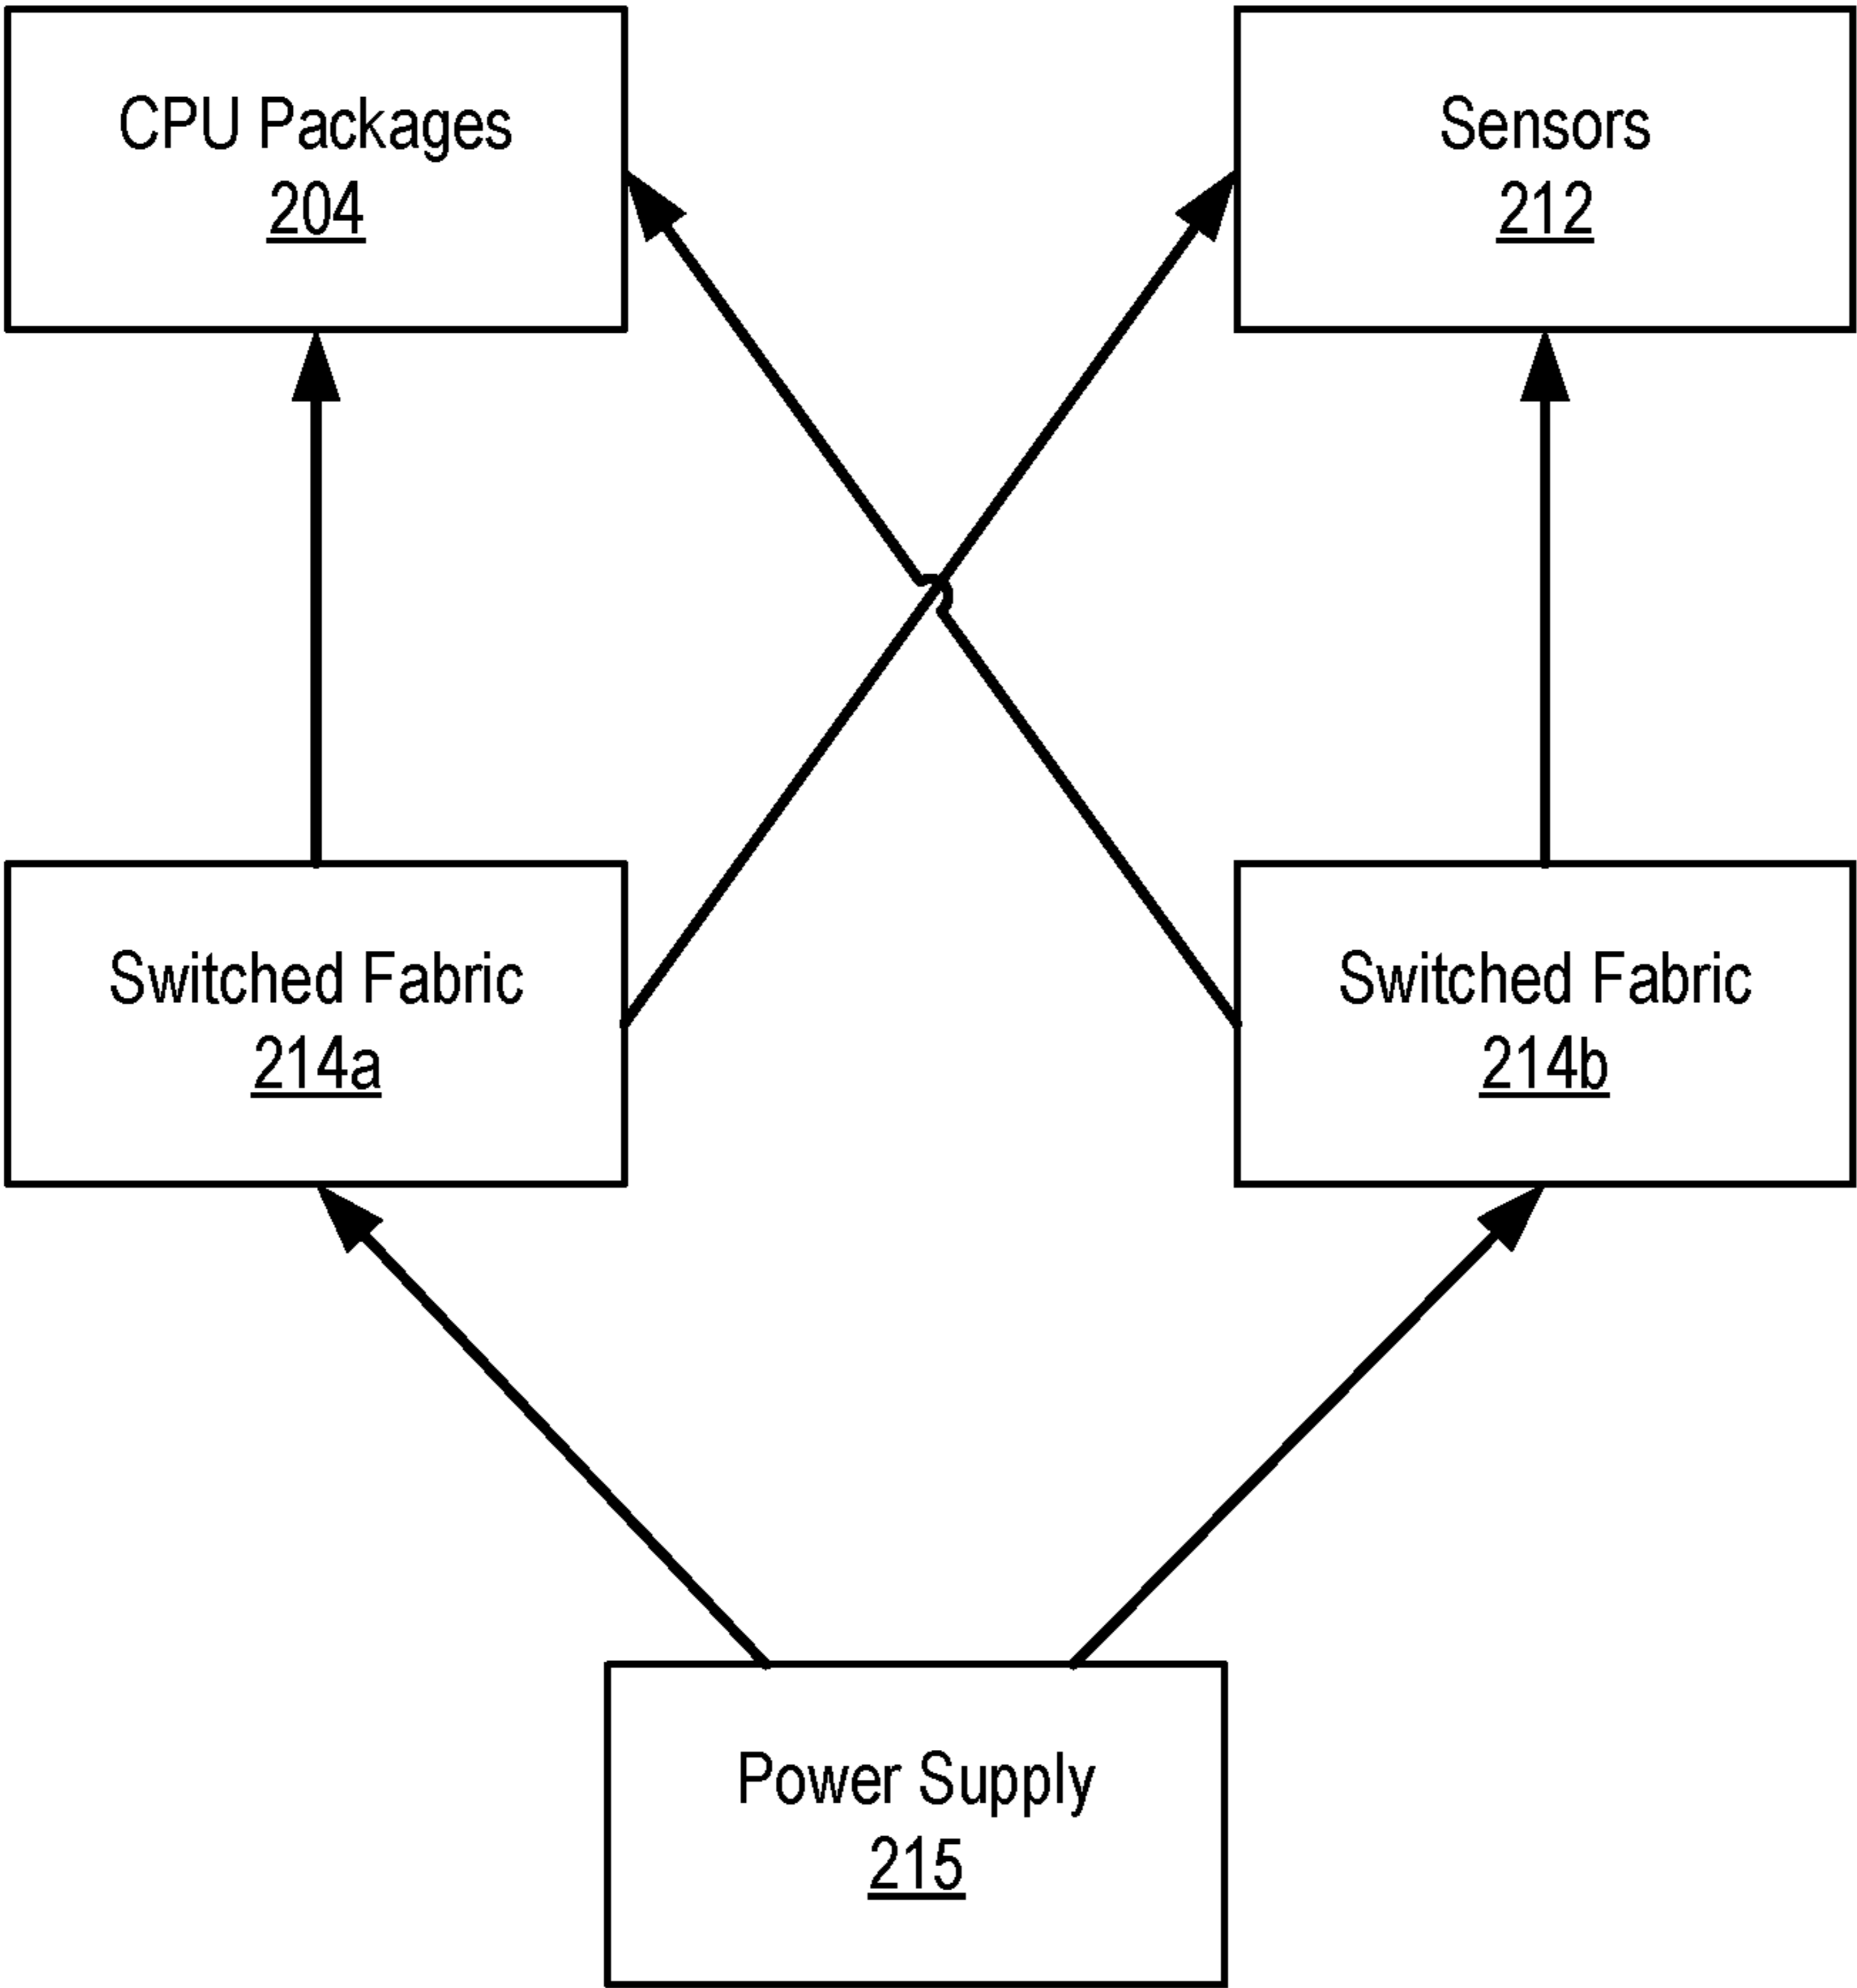 CPU Packages
204
Sensors
212
Switched Fabric
214a
Switched Fabric
214b
Power Supply
215